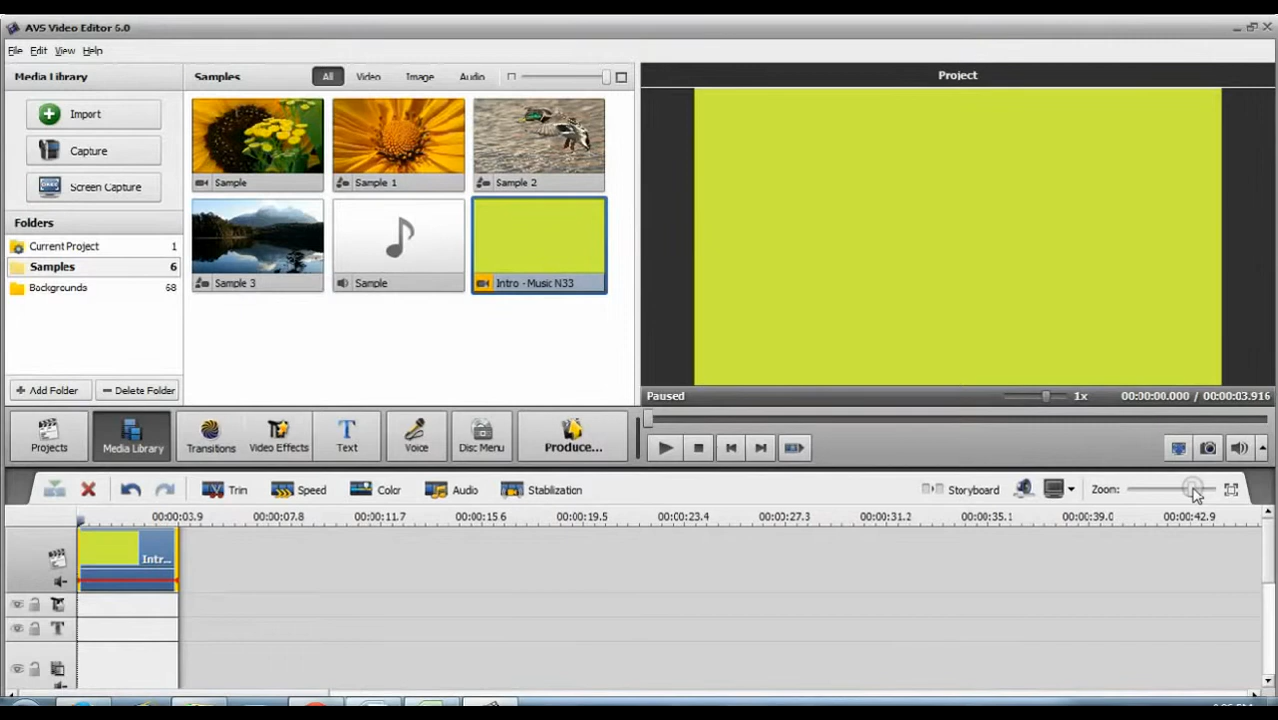 AVS Video Editor 6.0
File Edit View Help
Media Library
Samples
All Video Image Audio
Project
Import
Capture
Screen Capture
Sample
Sample 1
Sample 2
Folders
Current Project 1
Samples 6
Backgrounds 68
Sample 3
Sample
Intro - Music N33
Add Folder
Delete Folder
Paused
1x
00:00:00.000 / 00:00:03.916
Projects
Media Library
Transitions
Video Effects
Text
Voice
Disc Menu
Produce...
Trim
Speed
Color
Audio
Stabilization
Storyboard
Zoom:
00:00:03.9 00:00:07.8 00:00:11.7 00:00:15.6 00:00:19.5 00:00:23.4 00:00:27.3 00:00:31.2 00:00:35.1 00:00:39.0 00:00:42.9
Intr...
T